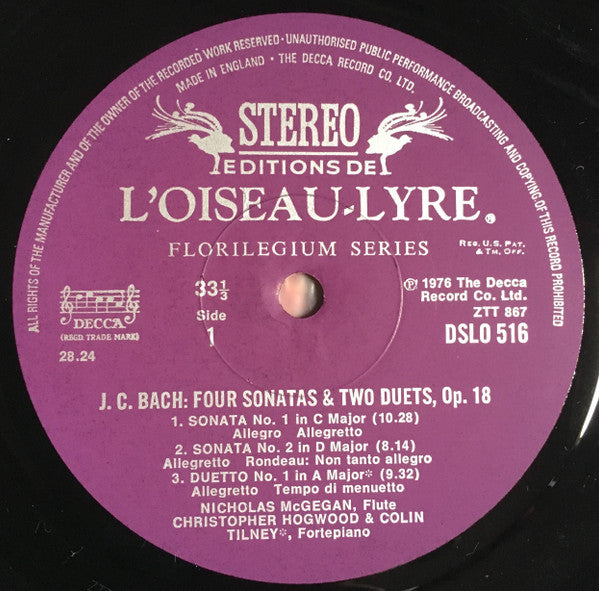 ALL RIGHTS OF THE MANUFACTURER AND OF THE OWNER OF THE RECORDED WORK RESERVED · UNAUTHORISED PUBLIC PERFORMANCE BROADCASTING AND COPYING OF THIS RECORD PROHIBITED
MADE IN ENGLAND · THE DECCA RECORD CO. LTD.
STEREO
EDITIONS DE
L'OISEAU-LYRE®
FLORILEGIUM SERIES
REG. U.S. PAT.
& TM. OFF.
33⅓
Side
1
℗ 1976 The Decca
Record Co. Ltd.
ZTT 867
DSLO 516
DECCA
(REGD. TRADE MARK)
28.24
J. C. BACH: FOUR SONATAS & TWO DUETS, Op. 18
1. SONATA No. 1 in C Major (10.28)
Allegro Allegretto
2. SONATA No. 2 in D Major (8.14)
Allegretto Rondeau: Non tanto allegro
3. DUETTO No. 1 in A Major* (9.32)
Allegretto Tempo di menuetto
NICHOLAS McGEGAN, Flute
CHRISTOPHER HOGWOOD & COLIN
TILNEY*, Fortepiano